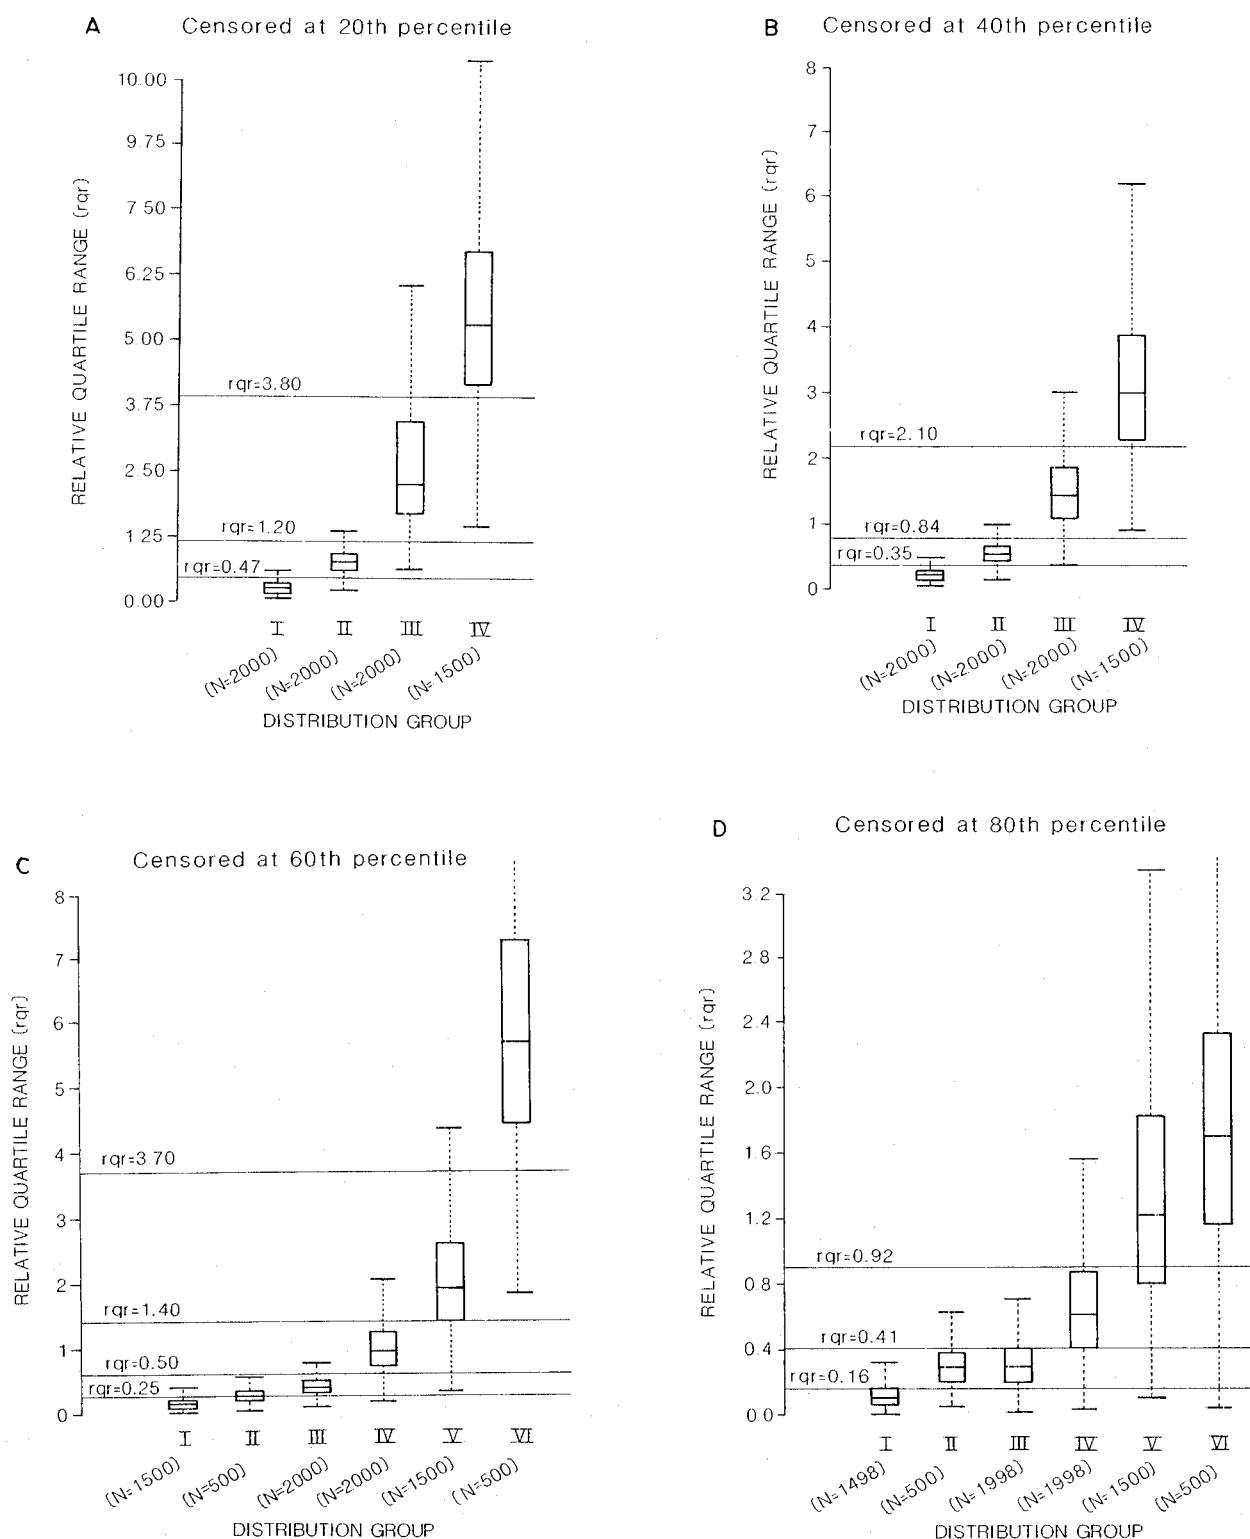 A Censored at 20th percentile
RELATIVE QUARTILE RANGE (rqr)
10.00
9.75
7 50
6.25
5.00
3.75
2.50
1.25
0.00
rqr=3.80
rqr=1.20
rqr=0.47
I II III IV
(N=2000) (N=2000) (N=2000) (N=1500)
DISTRIBUTION GROUP
B Censored at 40th percentile
RELATIVE QUARTILE RANGE (rqr)
8
7
6
5
4
3
2
1
0
rqr=2.10
rqr=0.84
rqr=0.35
I II III IV
(N=2000) (N=2000) (N=2000) (N=1500)
DISTRIBUTION GROUP
C Censored at 60th percentile
RELATIVE QUARTILE RANGE (rqr)
8
7
6
5
4
3
2
1
0
rqr=3.70
rqr=1.40
rqr=0.50
rqr=0.25
I II III IV V VI
(N=1500) (N=500) (N=2000) (N=2000) (N=1500) (N=500)
DISTRIBUTION GROUP
D Censored at 80th percentile
RELATIVE QUARTILE RANGE (rqr)
3.2
2.8
2.4
2.0
1.6
1.2
0.8
0.4
0.0
rqr=0.92
rqr=0.41
rqr=0.16
I II III IV V VI
(N=1498) (N=500) (N=1998) (N=1998) (N=1500) (N=500)
DISTRIBUTION GROUP